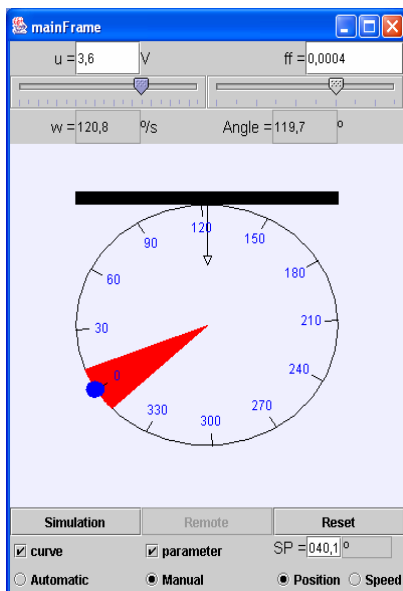 mainFrame
u = 3,6 V ff = 0,0004
w = 120,8 º/s Angle = 119,7 º
120
90 150
60 180
30 210
0 240
330 270
300
Simulation Remote Reset
curve parameter SP = 040,1 º
Automatic Manual Position Speed